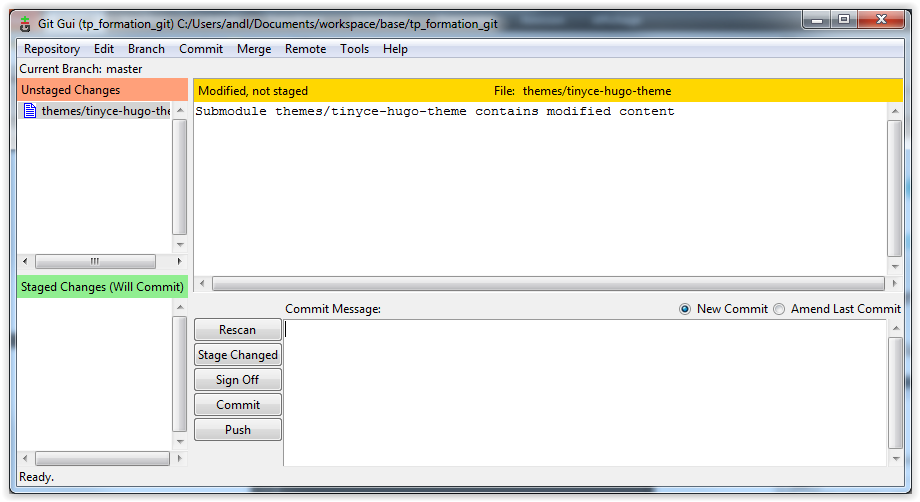 Git Gui (tp_formation_git) C:/Users/andl/Documents/workspace/base/tp_formation_git
Repository Edit Branch Commit Merge Remote Tools Help
Current Branch: master
Unstaged Changes
themes/tinyce-hugo-the
Modified, not staged File: themes/tinyce-hugo-theme
Submodule themes/tinyce-hugo-theme contains modified content
Staged Changes (Will Commit)
Commit Message: New Commit Amend Last Commit
Rescan
Stage Changed
Sign Off
Commit
Push
Ready.